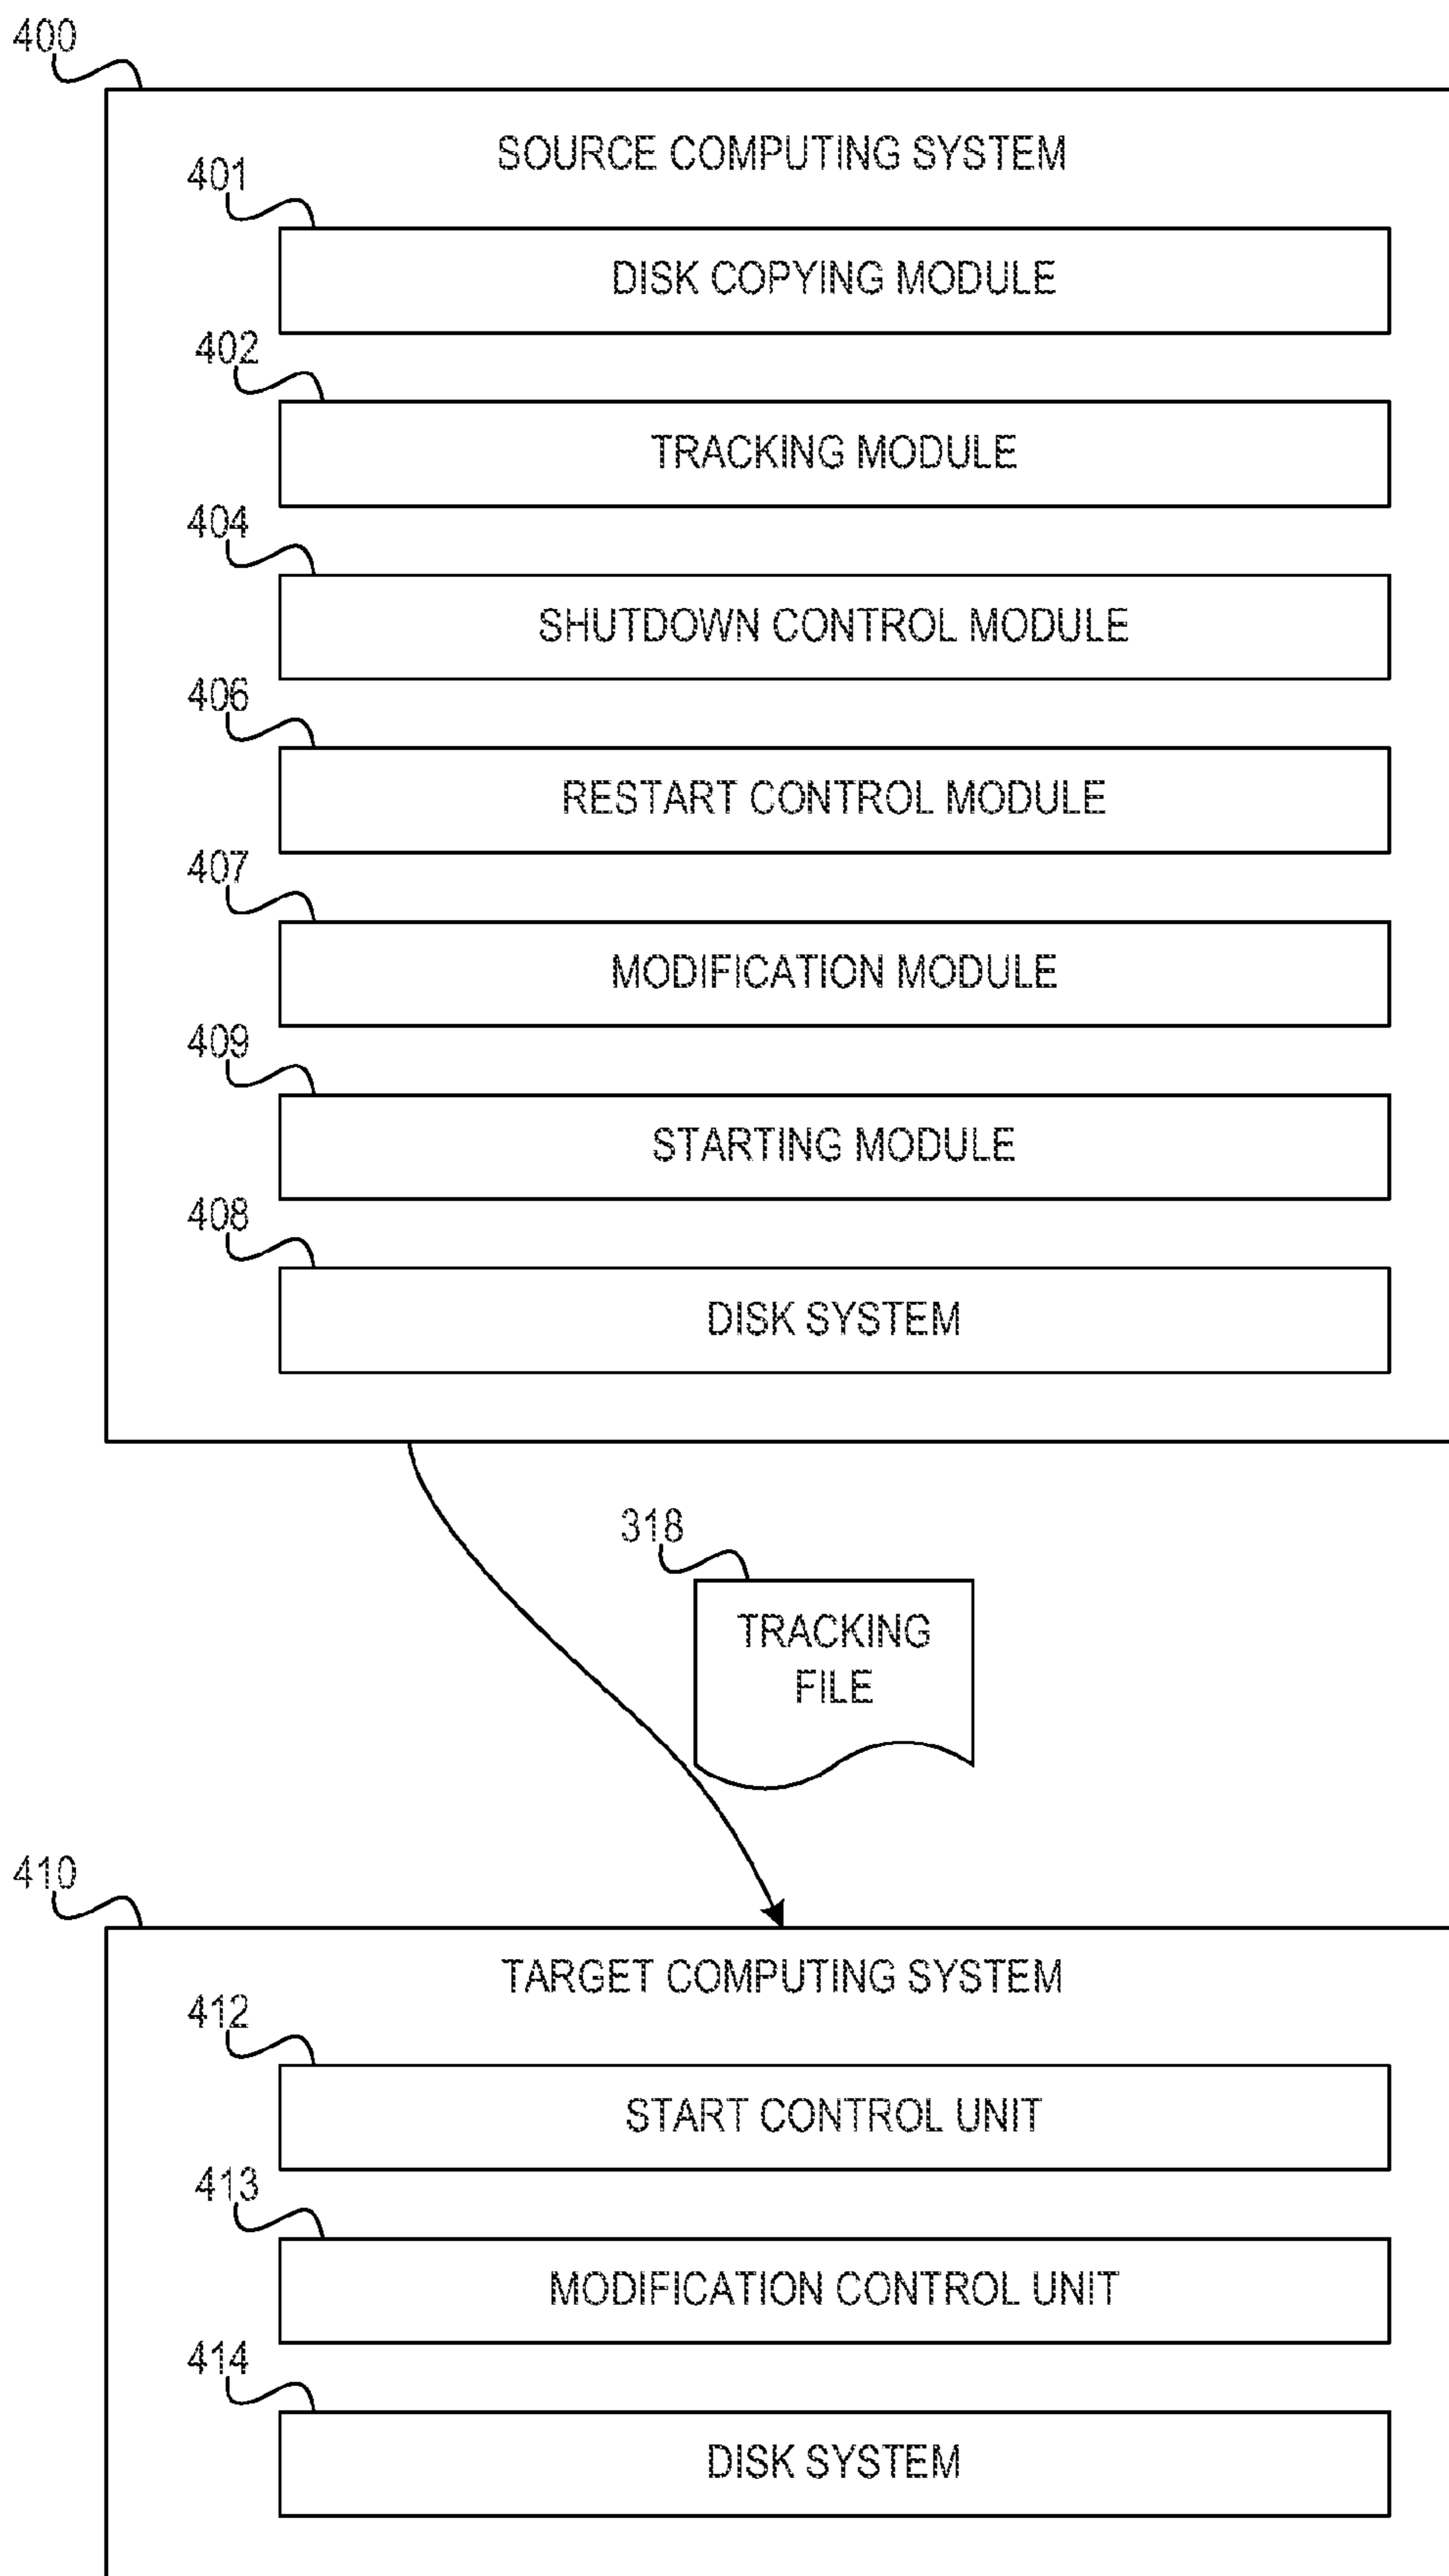 400
SOURCE COMPUTING SYSTEM
401
DISK COPYING MODULE
402
TRACKING MODULE
404
SHUTDOWN CONTROL MODULE
406
RESTART CONTROL MODULE
407
MODIFICATION MODULE
409
STARTING MODULE
408
DISK SYSTEM
318
TRACKING
FILE
410
TARGET COMPUTING SYSTEM
412
START CONTROL UNIT
413
MODIFICATION CONTROL UNIT
414
DISK SYSTEM